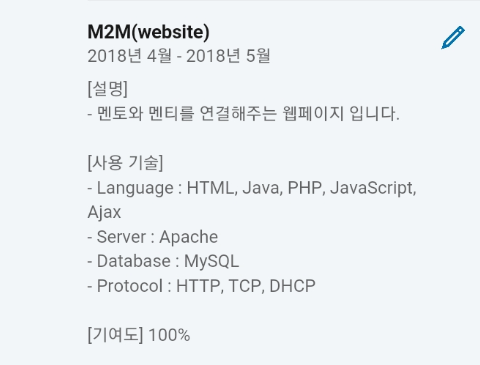 M2M(website)
2018년 4월 - 2018년 5월
[설명]
- 멘토와 멘티를 연결해주는 웹페이지 입니다.
[사용 기술]
- Language : HTML, Java, PHP, JavaScript,
Ajax
- Server : Apache
- Database : MySQL
- Protocol : HTTP, TCP, DHCP
[기여도] 100%